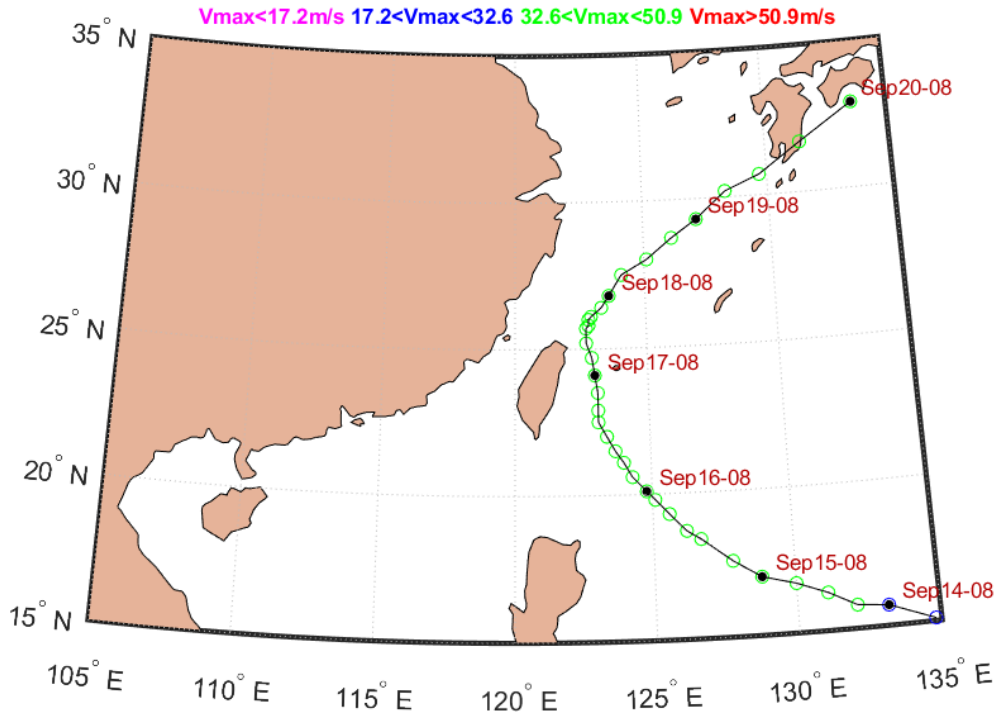 Vmax<17.2m/s 17.2<Vmax<32.6 32.6<Vmax<50.9 Vmax>50.9m/s
35° N
Sep20-08
30° N
Sep19-08
Sep18-08
25° N
Sep17-08
20° N
Sep16-08
Sep15-08
Sep14-08
15° N
105° E
110° E
115° E
120° E
125° E
130° E
135° E